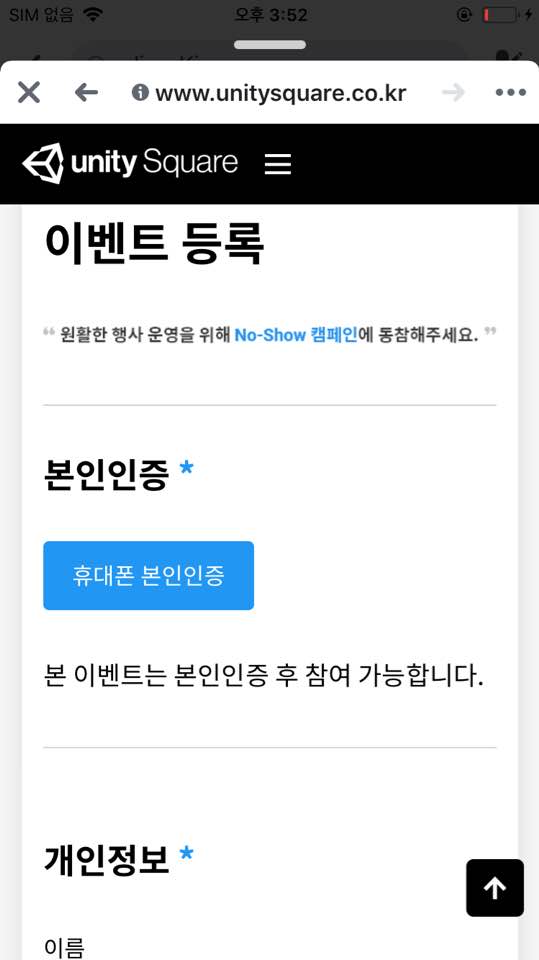 SIM 없음 오후 3:52
www.unitysquare.co.kr
unity Square
이벤트 등록
“ 원활한 행사 운영을 위해 No-Show 캠페인에 동참해주세요. ”
본인인증 *
휴대폰 본인인증
본 이벤트는 본인인증 후 참여 가능합니다.
개인정보 *
이름